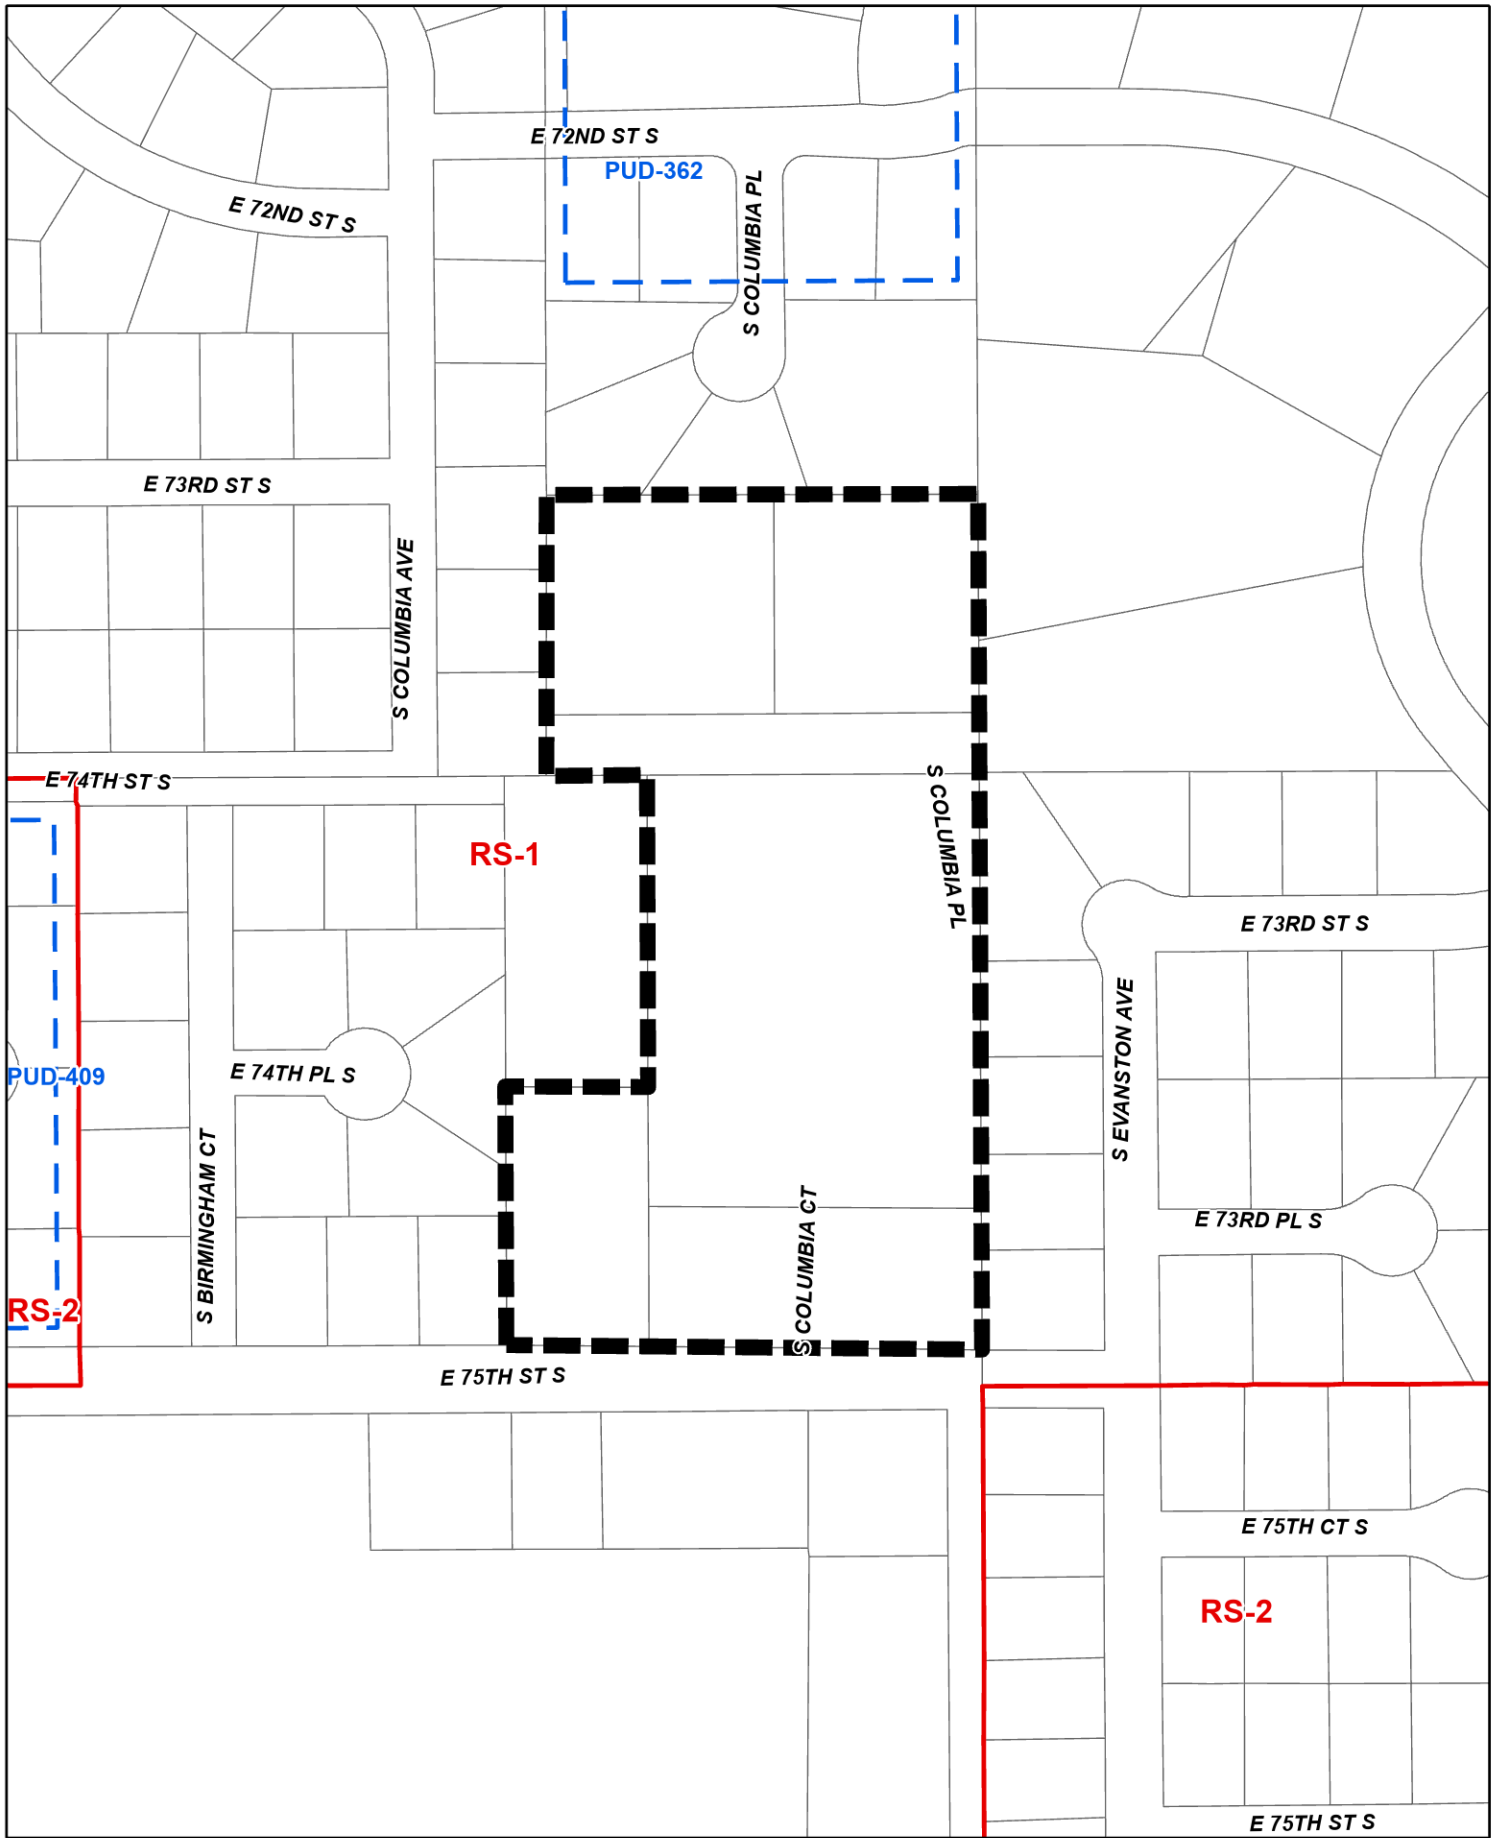 E 72ND ST S
PUD-362
E 72ND ST S
S COLUMBIA PL
E 73RD ST S
S COLUMBIA AVE
E 74TH ST S
S COLUMBIA PL
RS-1
E 73RD ST S
PUD-409
E 74TH PL S
S EVANSTON AVE
S BIRMINGHAM CT
S COLUMBIA CT
E 73RD PL S
RS-2
E 75TH ST S
E 75TH CT S
RS-2
E 75TH ST S